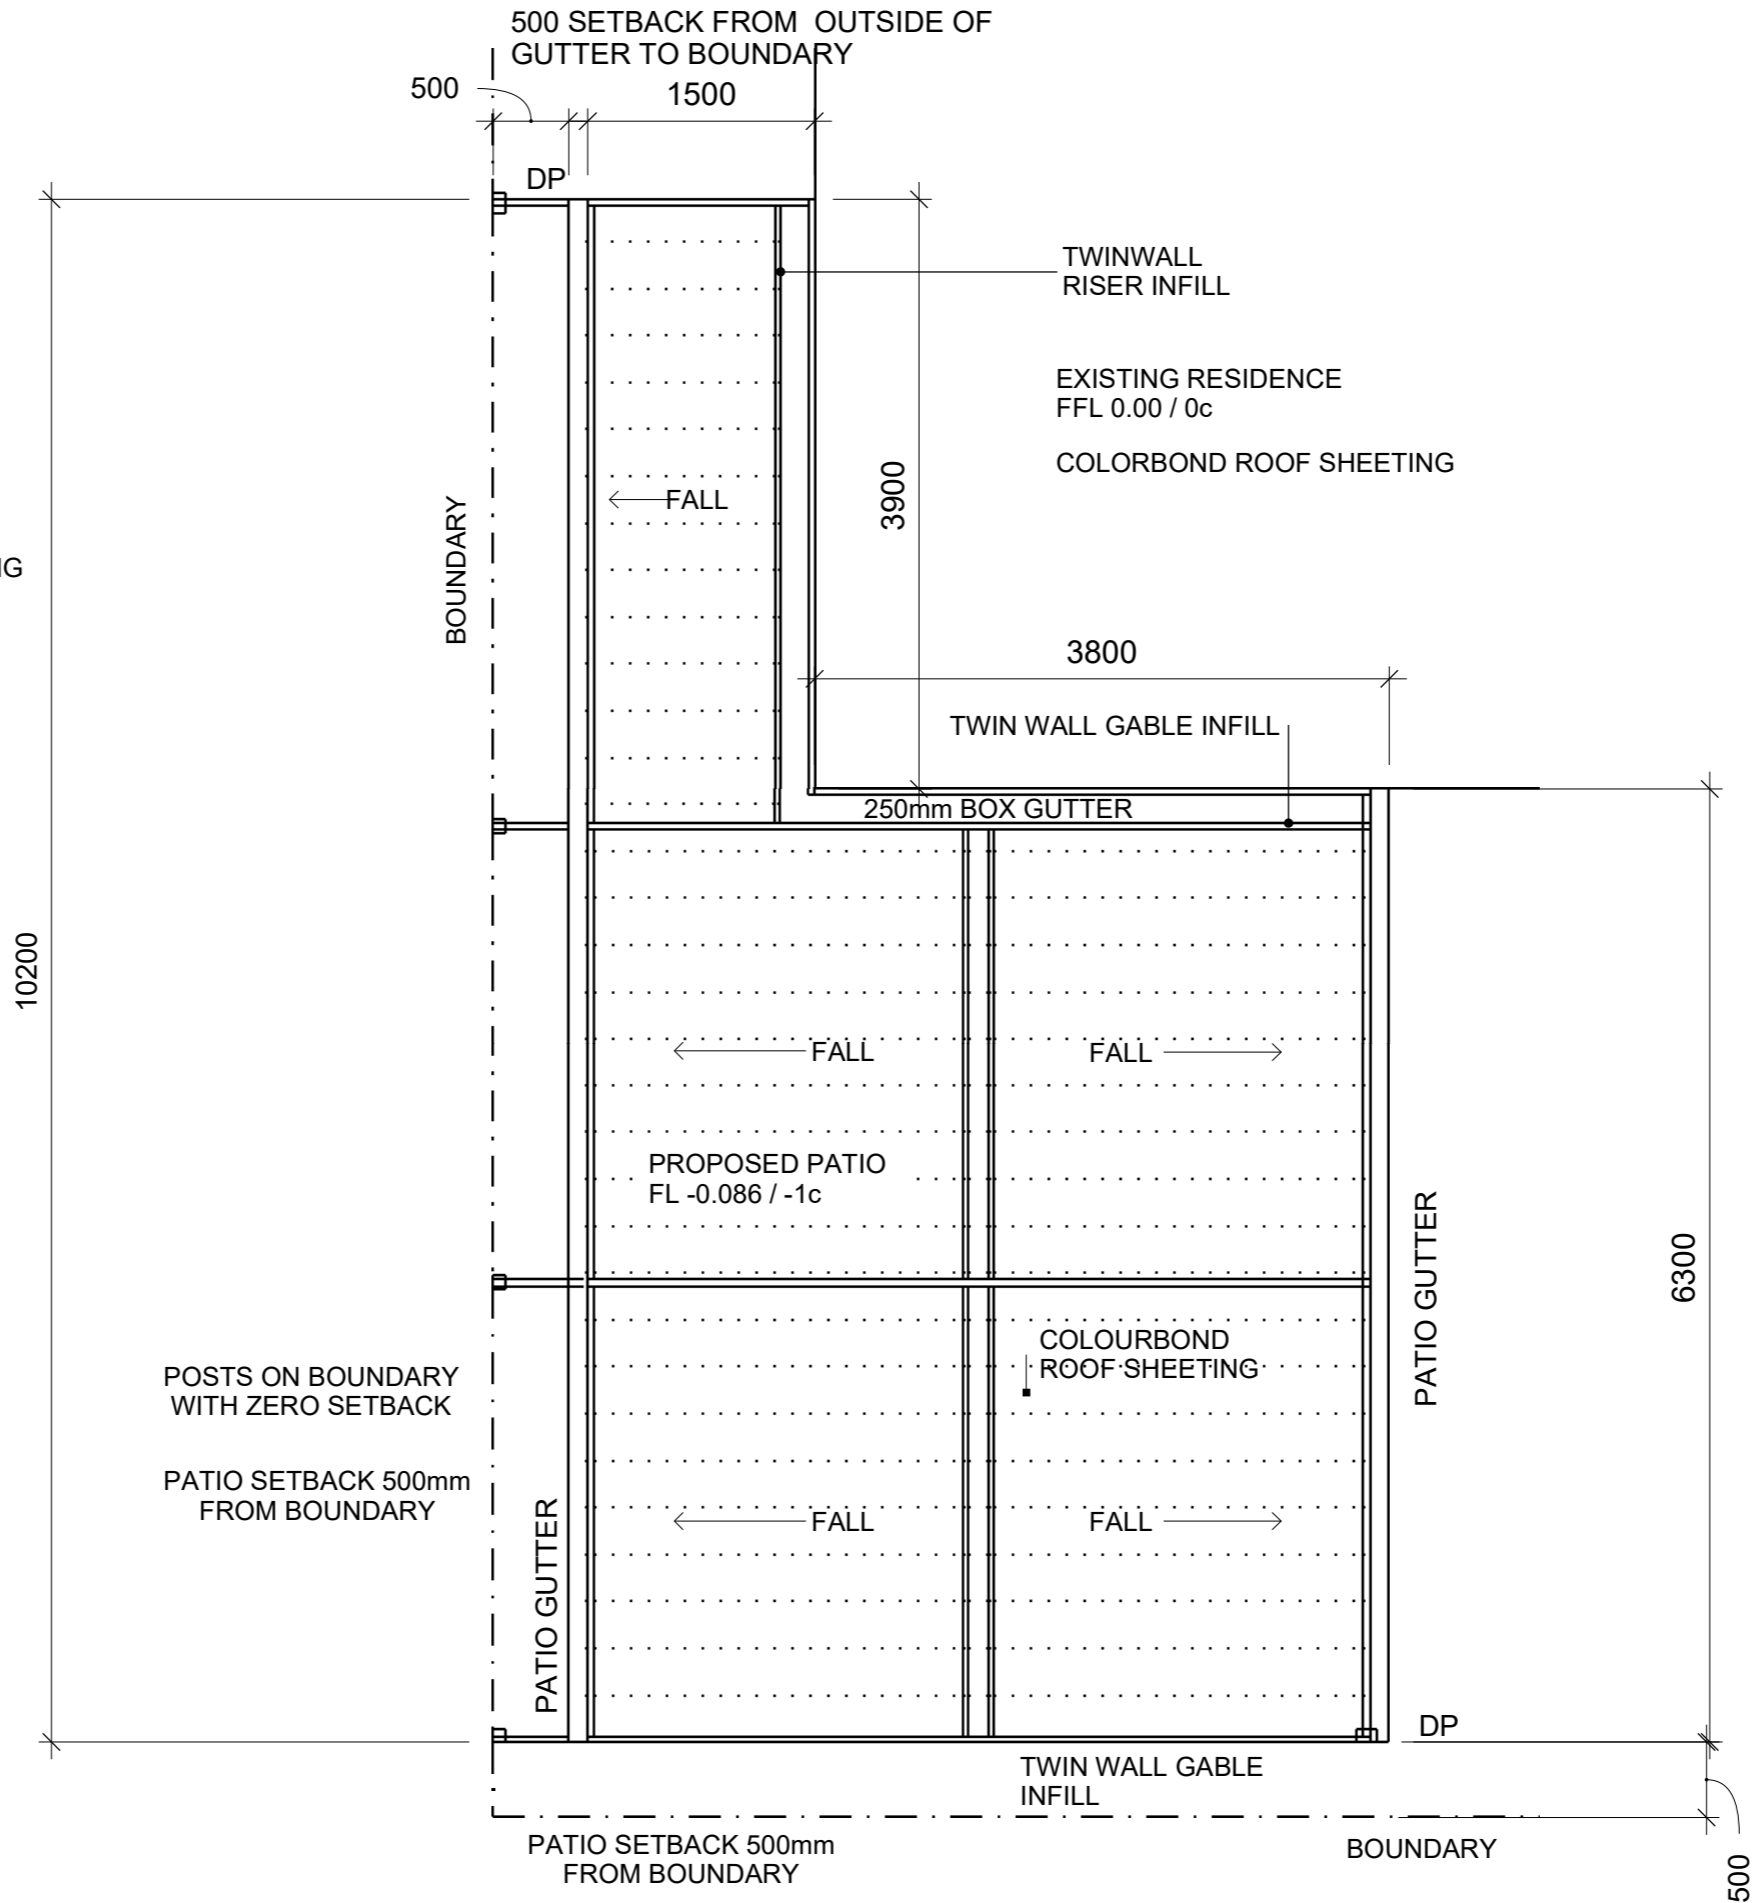 500 SETBACK FROM OUTSIDE OF
GUTTER TO BOUNDARY
500
1500
DP
TWINWALL
RISER INFILL
EXISTING RESIDENCE
FFL 0.00 / 0c
COLORBOND ROOF SHEETING
3900
FALL
BOUNDARY
3800
TWIN WALL GABLE INFILL
250mm BOX GUTTER
10200
FALL
FALL
PROPOSED PATIO
FL -0.086 / -1c
PATIO GUTTER
6300
COLOURBOND
ROOF SHEETING
POSTS ON BOUNDARY
WITH ZERO SETBACK
PATIO SETBACK 500mm
FROM BOUNDARY
FALL
FALL
PATIO GUTTER
DP
TWIN WALL GABLE
INFILL
PATIO SETBACK 500mm
FROM BOUNDARY
BOUNDARY
500